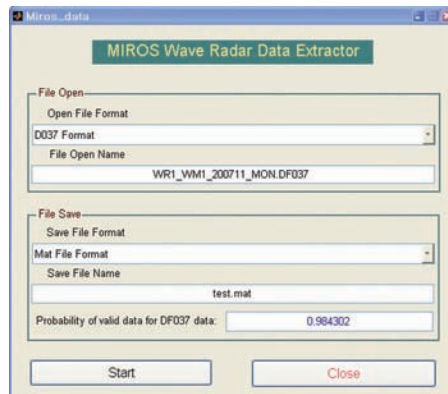 Miros_data
MIROS Wave Radar Data Extractor
File Open
Open File Format
D037 Format
File Open Name
WR1_WM1_200711_MON.DF037
File Save
Save File Format
Mat File Format
Save File Name
test.mat
Probability of valid data for DF037 data: 0.984302
Start Close